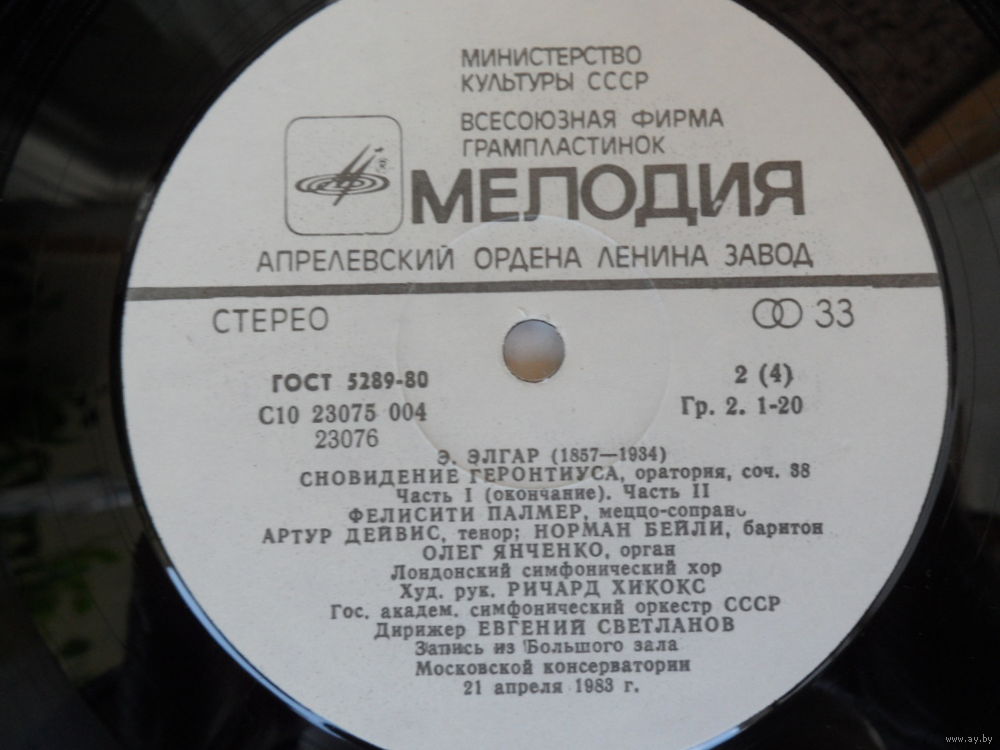 МИНИСТЕРСТВО
КУЛЬТУРЫ СССР
ВСЕСОЮЗНАЯ ФИРМА
ГРАМПЛАСТИНОК
МЕЛОДИЯ
АПРЕЛЕВСКИЙ ОРДЕНА ЛЕНИНА ЗАВОД
СТЕРЕО 33
ГОСТ 5289-80 2 (4)
С10 23075 004 Гр. 2. 1-20
23076
Э. ЭЛГАР (1857—1934)
СНОВИДЕНИЕ ГЕРОНТИУСА, оратория, соч. 38
Часть I (окончание). Часть II
ФЕЛИСИТИ ПАЛМЕР, меццо-сопрано
АРТУР ДЕЙВИС, тенор; НОРМАН БЕЙЛИ, баритон
ОЛЕГ ЯНЧЕНКО, орган
Лондонский симфонический хор
Худ. рук. РИЧАРД ХИКОКС
Гос. академ. симфонический оркестр СССР
Дирижер ЕВГЕНИЙ СВЕТЛАНОВ
Запись из Большого зала
Московской консерватории
21 апреля 1983 г.
www.ay.by